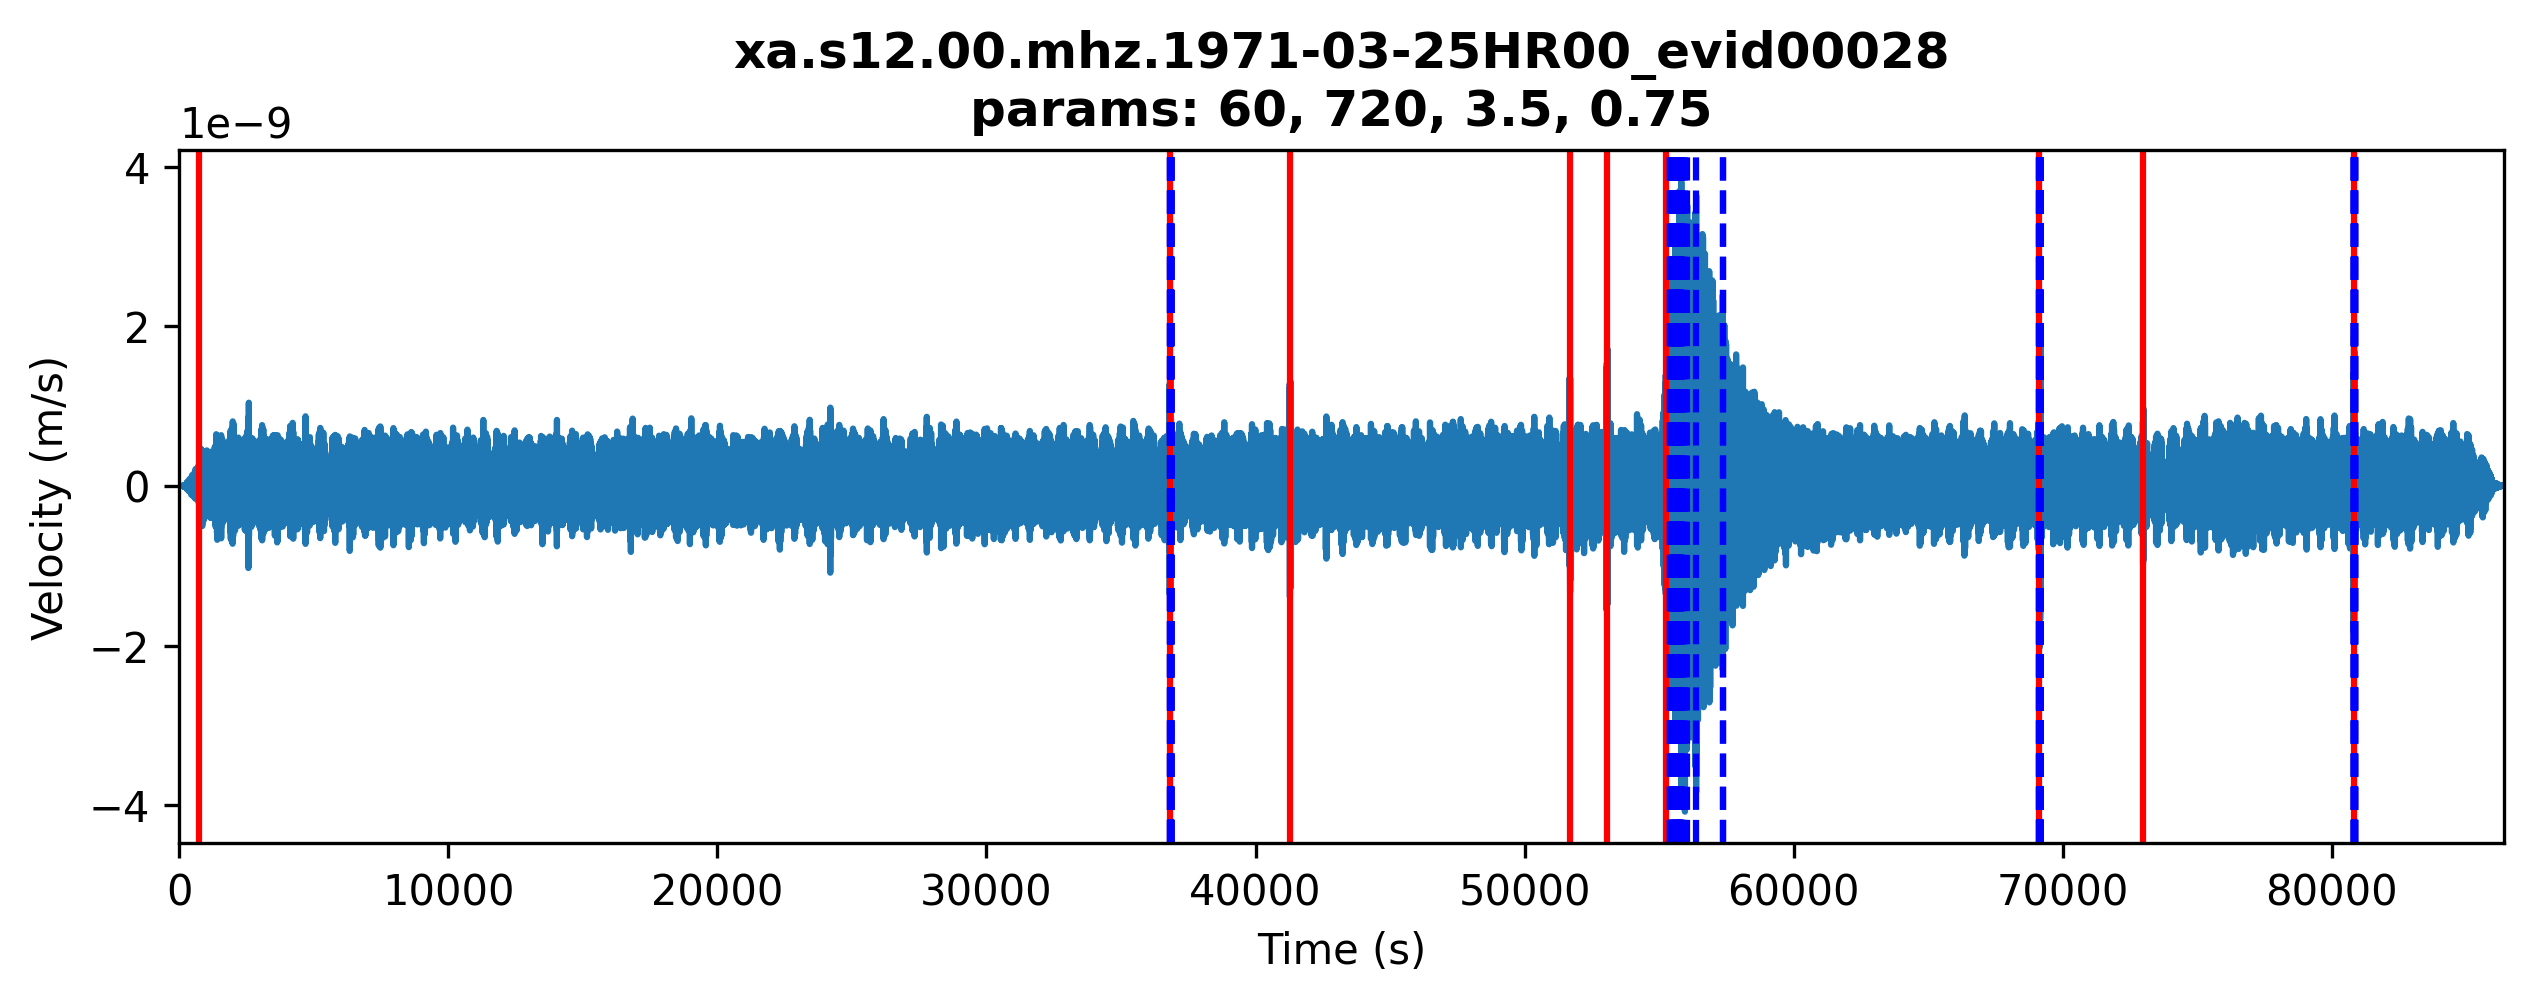 xa.s12.00.mhz.1971-03-25HR00_evid00028
params: 60, 720, 3.5, 0.75
1e−9
4
2
0
−2
−4
Velocity (m/s)
0 10000 20000 30000 40000 50000 60000 70000 80000
Time (s)